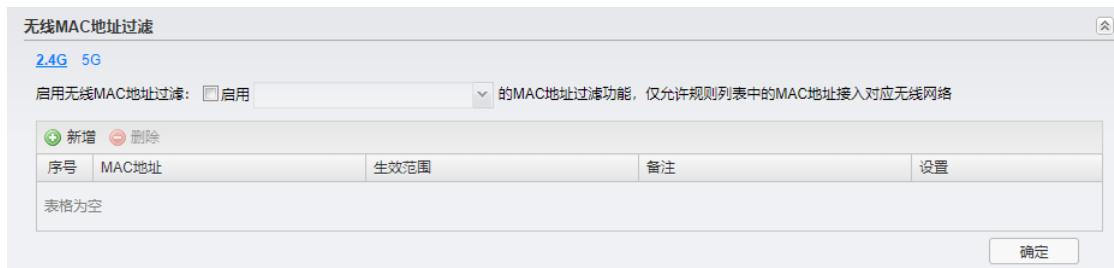 无线MAC地址过滤
2.4G 5G
启用无线MAC地址过滤： 启用 的MAC地址过滤功能，仅允许规则列表中的MAC地址接入对应无线网络
新增 删除
序号 MAC地址 生效范围 备注 设置
表格为空
确定